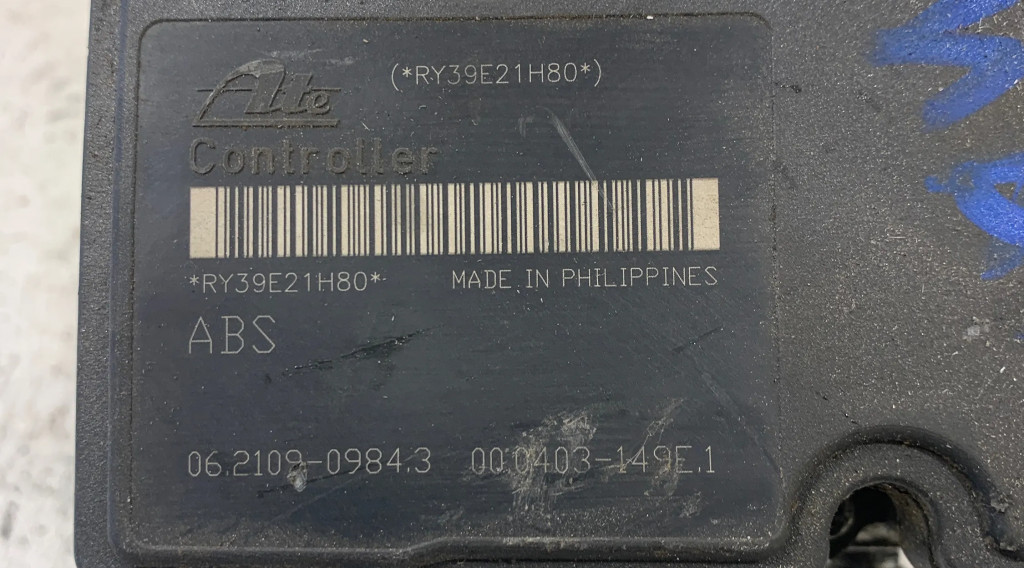 (*RY39E21H80*)
Ate
Controller
*RY39E21H80* MADE IN PHILIPPINES
ABS
06.2109-0984.3 00.0403-149E.1